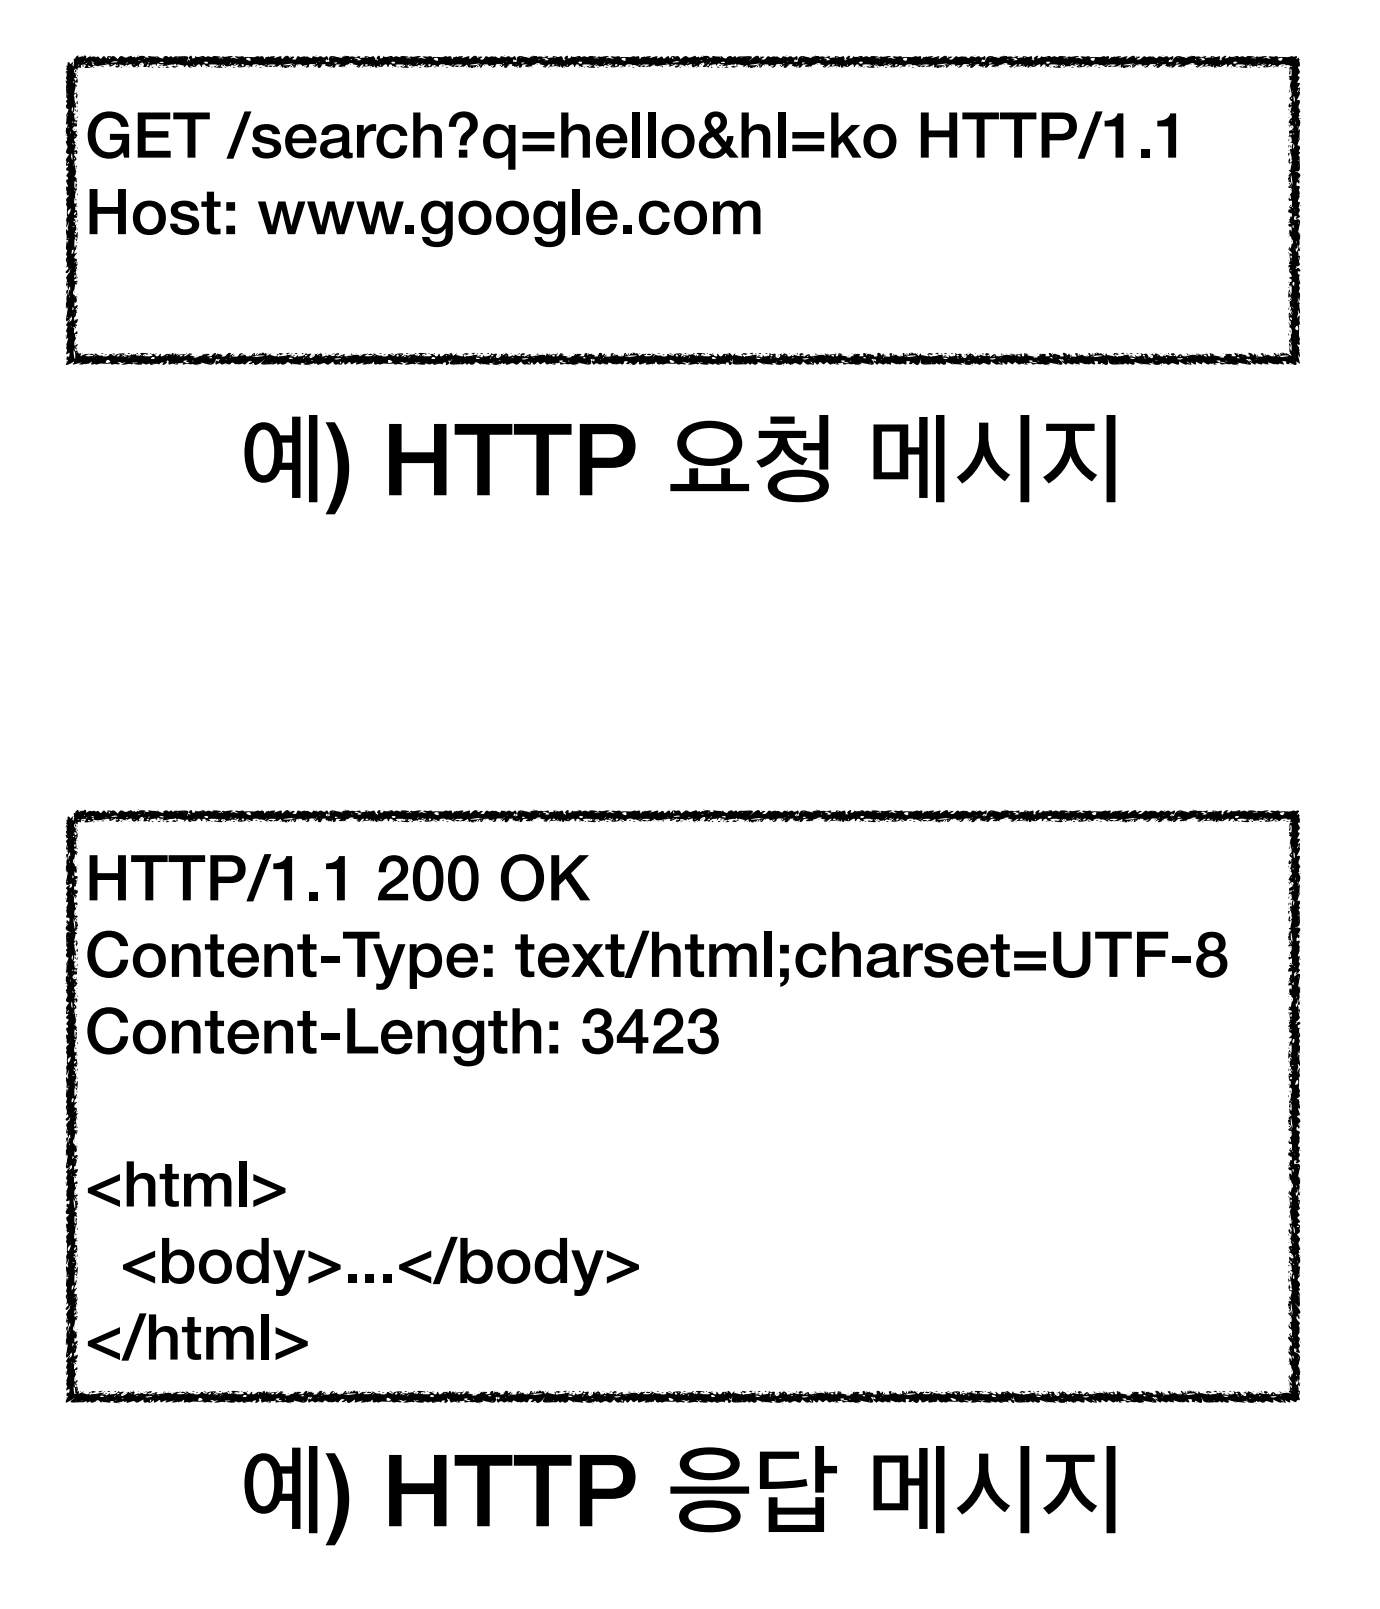 GET /search?q=hello&hl=ko HTTP/1.1
Host: www.google.com
예) HTTP 요청 메시지
HTTP/1.1 200 OK
Content-Type: text/html;charset=UTF-8
Content-Length: 3423
<html>
<body>...</body>
</html>
예) HTTP 응답 메시지